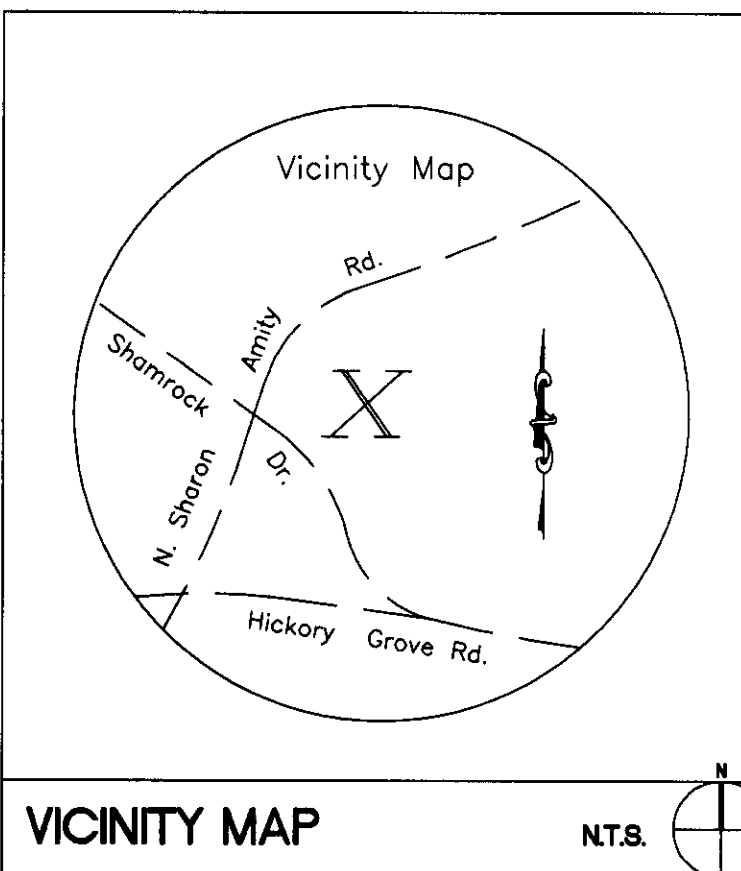 Vicinity Map
Rd.
Amity
Shamrock
X
Dr.
N. Sharon
Hickory Grove Rd.
N
VICINITY MAP
N.T.S.